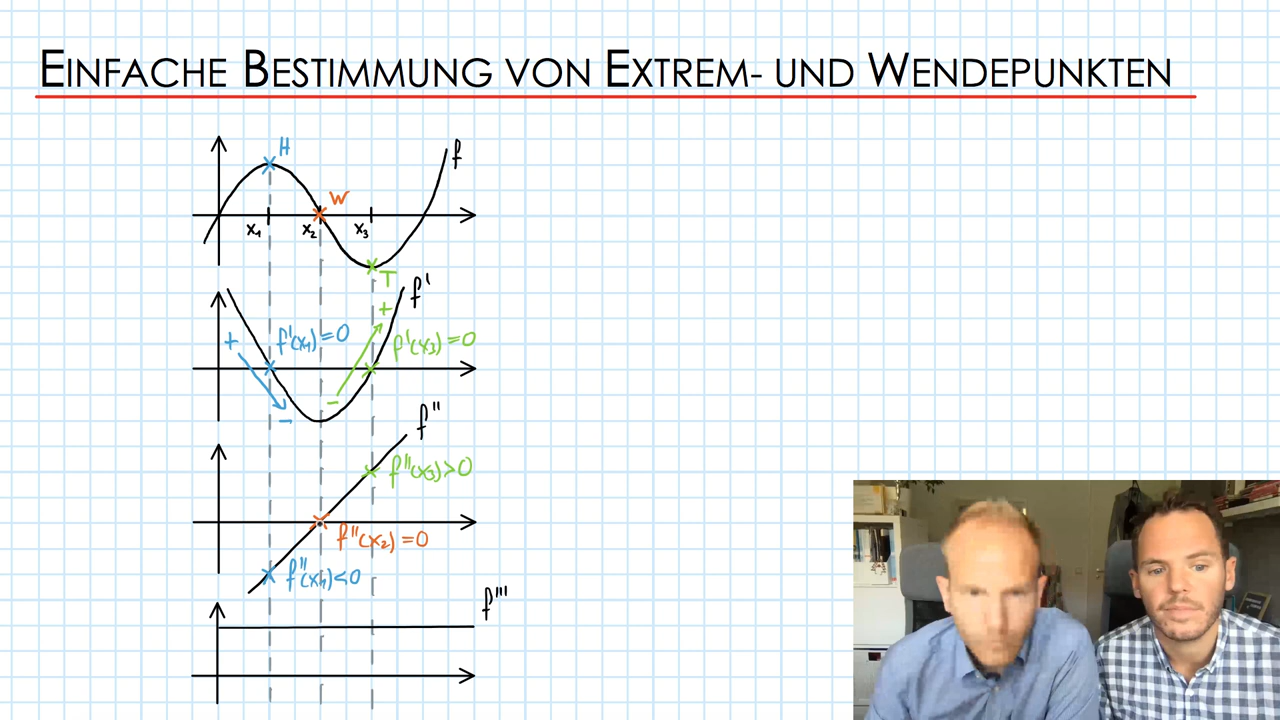 EINFACHE BESTIMMUNG VON EXTREM- UND WENDEPUNKTEN
H
f
W
x₁ x₂ x₃
T
f'
+
+
f'(x₁)=0
f'(x₃)=0
-
-
f''
f''(x₃)>0
f''(x₂)=0
f''(x₁)<0
f'''